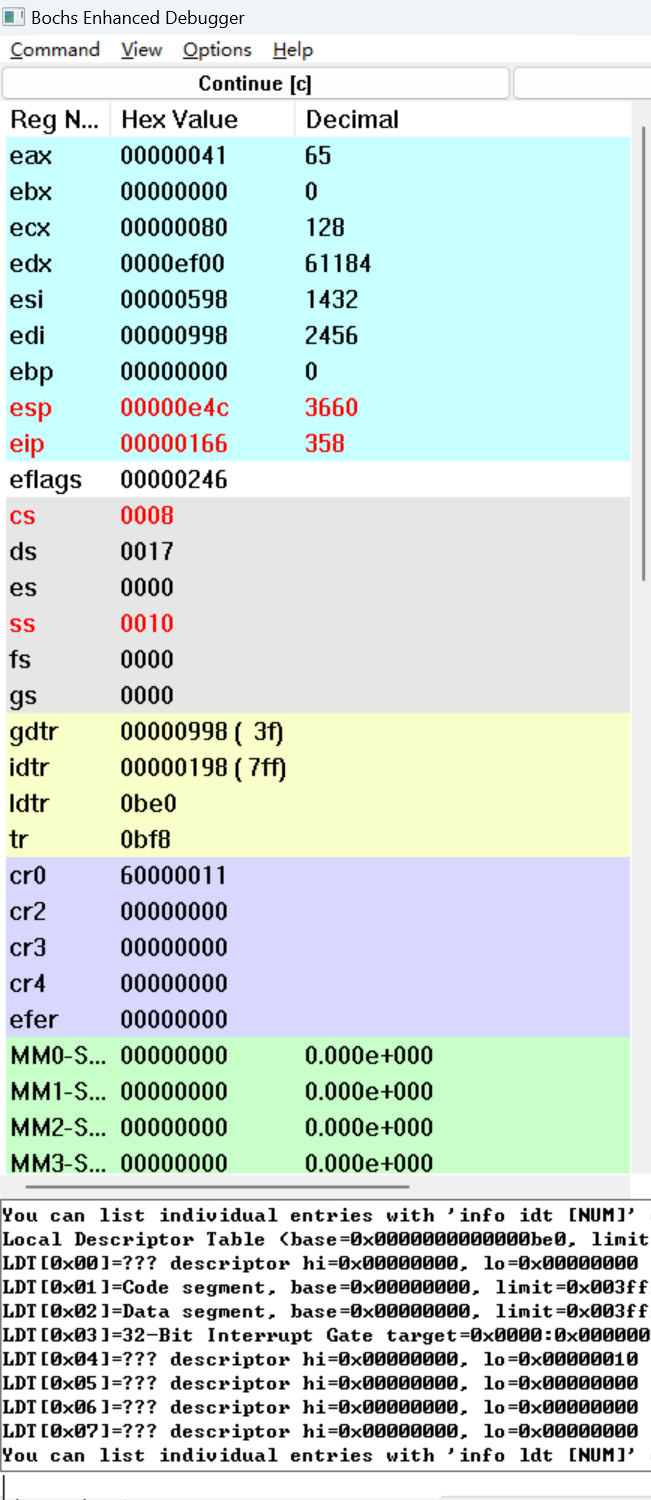 Bochs Enhanced Debugger
Command View Options Help
Continue [c]
Reg N... Hex Value Decimal
eax 00000041 65
ebx 00000000 0
ecx 00000080 128
edx 0000ef00 61184
esi 00000598 1432
edi 00000998 2456
ebp 00000000 0
esp 00000e4c 3660
eip 00000166 358
eflags 00000246
cs 0008
ds 0017
es 0000
ss 0010
fs 0000
gs 0000
gdtr 00000998 ( 3f)
idtr 00000198 ( 7ff)
ldtr 0be0
tr 0bf8
cr0 60000011
cr2 00000000
cr3 00000000
cr4 00000000
efer 00000000
MM0-S... 00000000 0.000e+000
MM1-S... 00000000 0.000e+000
MM2-S... 00000000 0.000e+000
MM3-S... 00000000 0.000e+000
You can list individual entries with 'info idt [NUM]'
Local Descriptor Table (base=0x0000000000000be0, limit
LDT[0x00]=??? descriptor hi=0x00000000, lo=0x00000000
LDT[0x01]=Code segment, base=0x00000000, limit=0x003ff
LDT[0x02]=Data segment, base=0x00000000, limit=0x003ff
LDT[0x03]=32-Bit Interrupt Gate target=0x0000:0x000000
LDT[0x04]=??? descriptor hi=0x00000000, lo=0x00000010
LDT[0x05]=??? descriptor hi=0x00000000, lo=0x00000000
LDT[0x06]=??? descriptor hi=0x00000000, lo=0x00000000
LDT[0x07]=??? descriptor hi=0x00000000, lo=0x00000000
You can list individual entries with 'info ldt [NUM]'